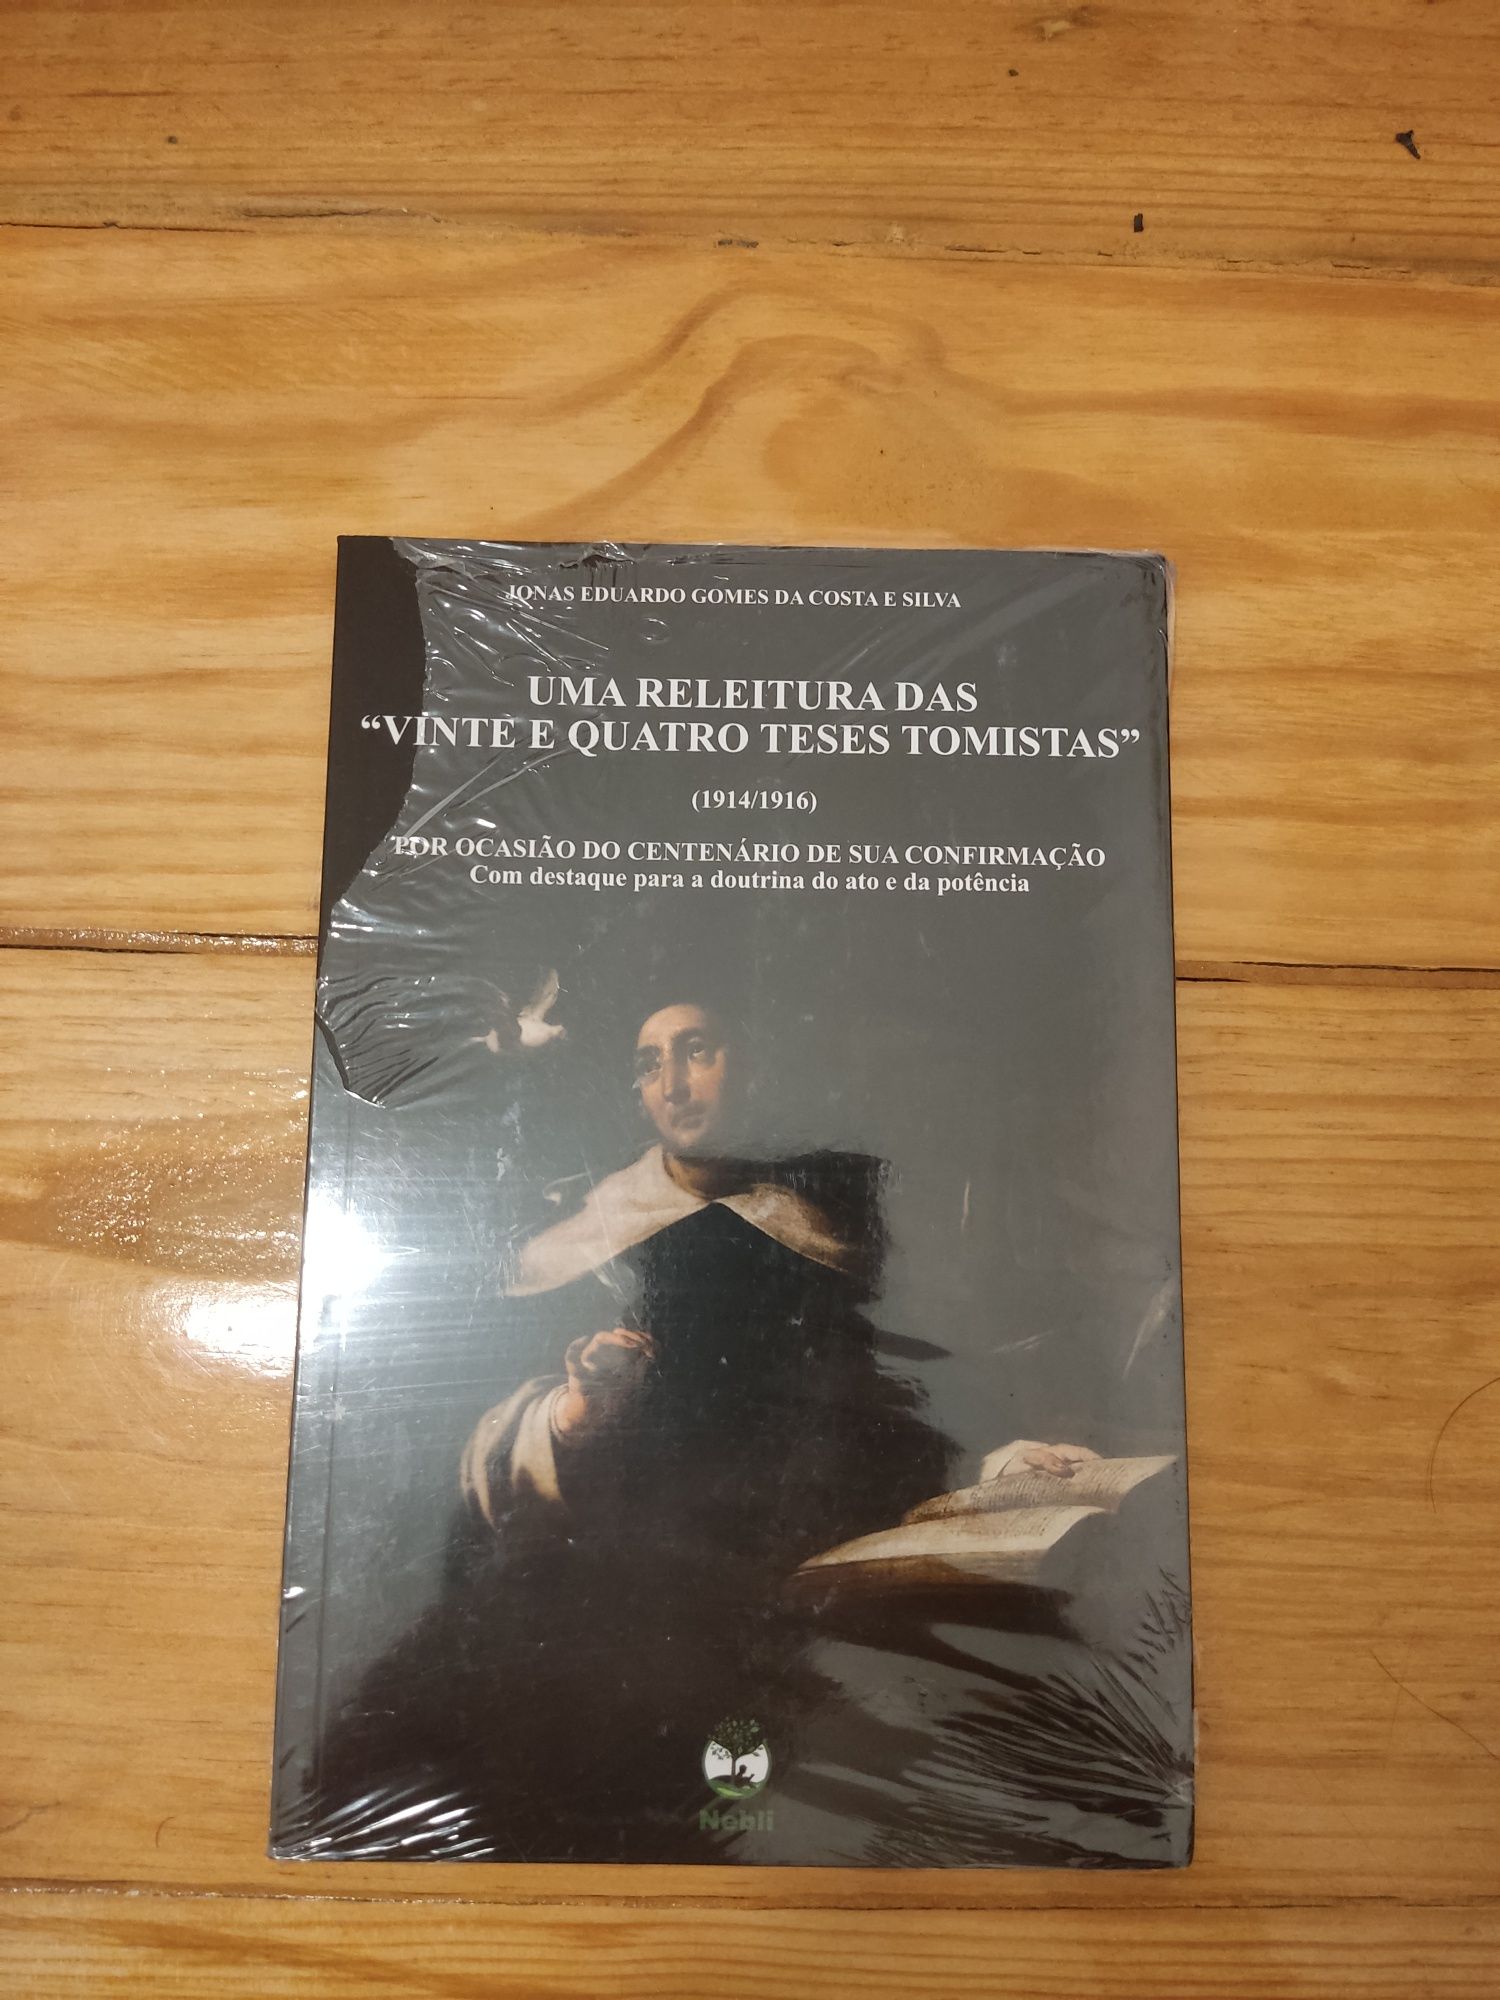 JONAS EDUARDO GOMES DA COSTA E SILVA
UMA RELEITURA DAS
“VINTE E QUATRO TESES TOMISTAS”
(1914/1916)
POR OCASIÃO DO CENTENÁRIO DE SUA CONFIRMAÇÃO
Com destaque para a doutrina do ato e da potência
Nebli